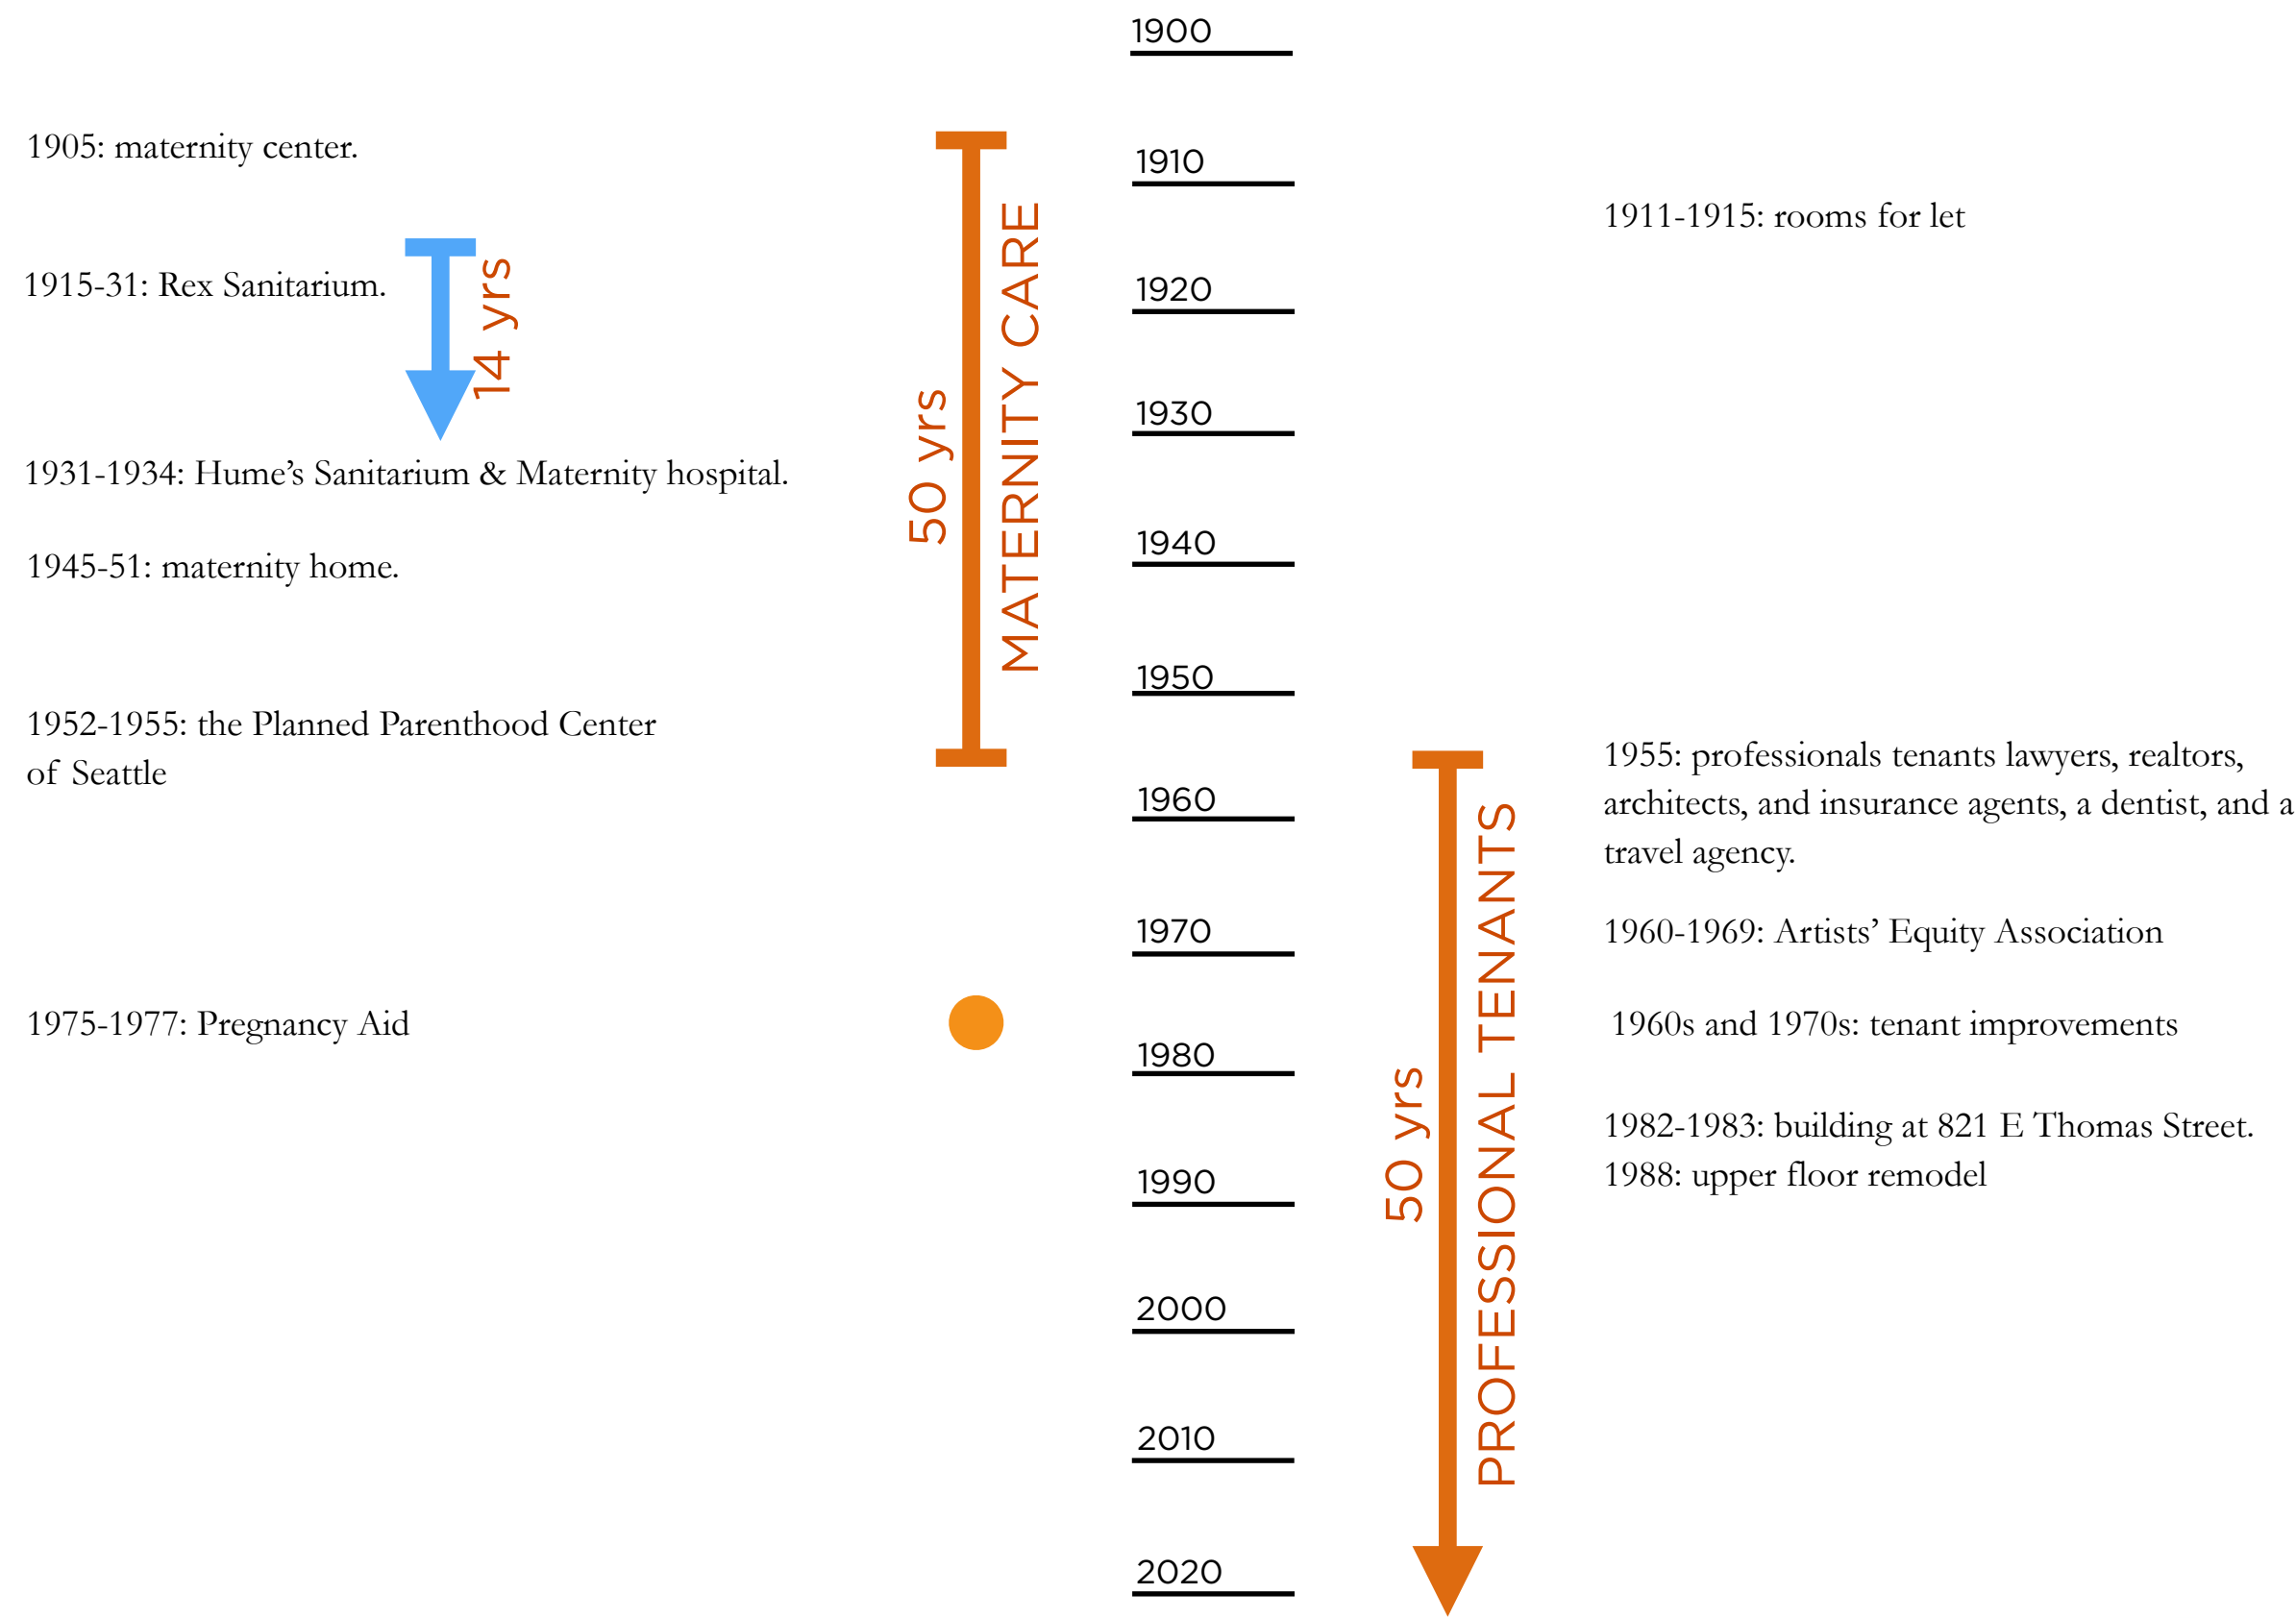 1900
1905: maternity center.
1910
1911-1915: rooms for let
1915-31: Rex Sanitarium.
14 yrs
1920
MATERNITY CARE
50 yrs
1930
1931-1934: Hume’s Sanitarium & Maternity hospital.
1940
1945-51: maternity home.
1950
1952-1955: the Planned Parenthood Center
of Seattle
1955: professionals tenants lawyers, realtors,
architects, and insurance agents, a dentist, and a
travel agency.
1960
1970
1960-1969: Artists’ Equity Association
1975-1977: Pregnancy Aid
1960s and 1970s: tenant improvements
1980
PROFESSIONAL TENANTS
50 yrs
1982-1983: building at 821 E Thomas Street.
1988: upper floor remodel
1990
2000
2010
2020